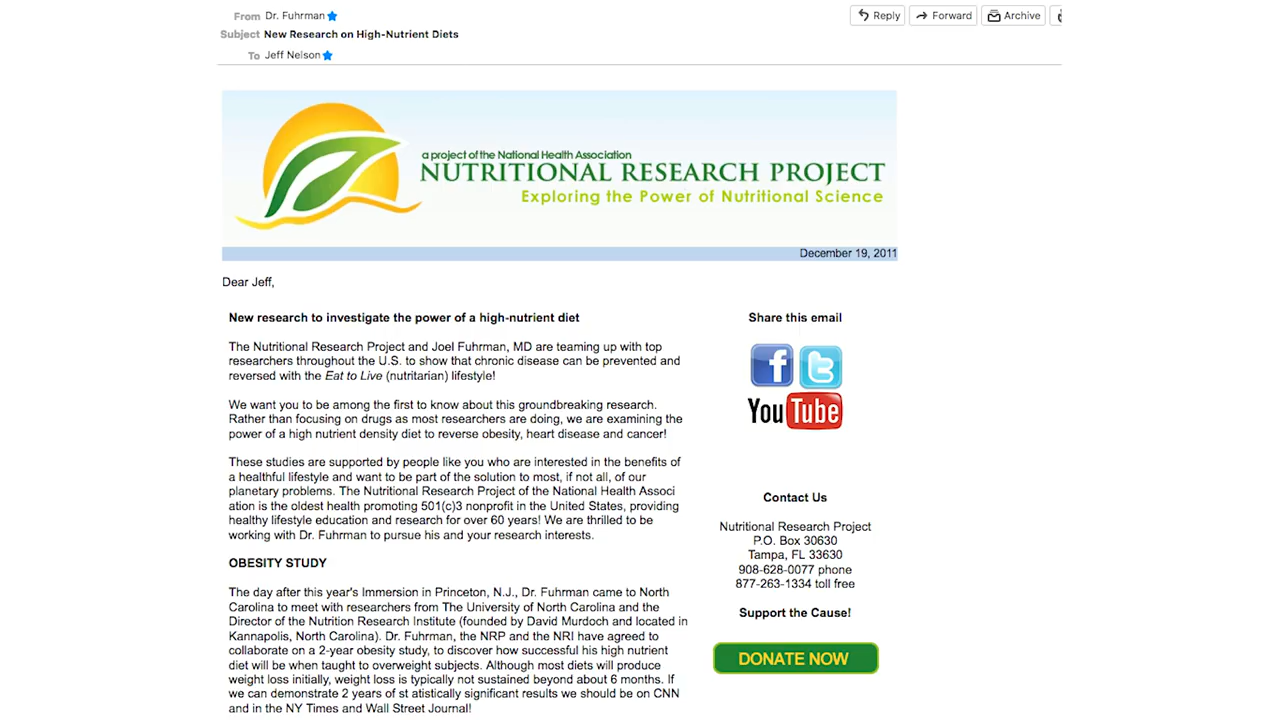 From Dr. Fuhrman
Reply Forward Archive
Subject New Research on High-Nutrient Diets
To Jeff Nelson
a project of the National Health Association
NUTRITIONAL RESEARCH PROJECT
Exploring the Power of Nutritional Science
December 19, 2011
Dear Jeff,
New research to investigate the power of a high-nutrient diet
The Nutritional Research Project and Joel Fuhrman, MD are teaming up with top
researchers throughout the U.S. to show that chronic disease can be prevented and
reversed with the Eat to Live (nutritarian) lifestyle!
We want you to be among the first to know about this groundbreaking research.
Rather than focusing on drugs as most researchers are doing, we are examining the
power of a high nutrient density diet to reverse obesity, heart disease and cancer!
These studies are supported by people like you who are interested in the benefits of
a healthful lifestyle and want to be part of the solution to most, if not all, of our
planetary problems. The Nutritional Research Project of the National Health Associ
ation is the oldest health promoting 501(c)3 nonprofit in the United States, providing
healthy lifestyle education and research for over 60 years! We are thrilled to be
working with Dr. Fuhrman to pursue his and your research interests.
OBESITY STUDY
The day after this year's Immersion in Princeton, N.J., Dr. Fuhrman came to North
Carolina to meet with researchers from The University of North Carolina and the
Director of the Nutrition Research Institute (founded by David Murdoch and located in
Kannapolis, North Carolina). Dr. Fuhrman, the NRP and the NRI have agreed to
collaborate on a 2-year obesity study, to discover how successful his high nutrient
diet will be when taught to overweight subjects. Although most diets will produce
weight loss initially, weight loss is typically not sustained beyond about 6 months. If
we can demonstrate 2 years of st atistically significant results we should be on CNN
and in the NY Times and Wall Street Journal!
Share this email
f
t
YouTube
Contact Us
Nutritional Research Project
P.O. Box 30630
Tampa, FL 33630
908-628-0077 phone
877-263-1334 toll free
Support the Cause!
DONATE NOW